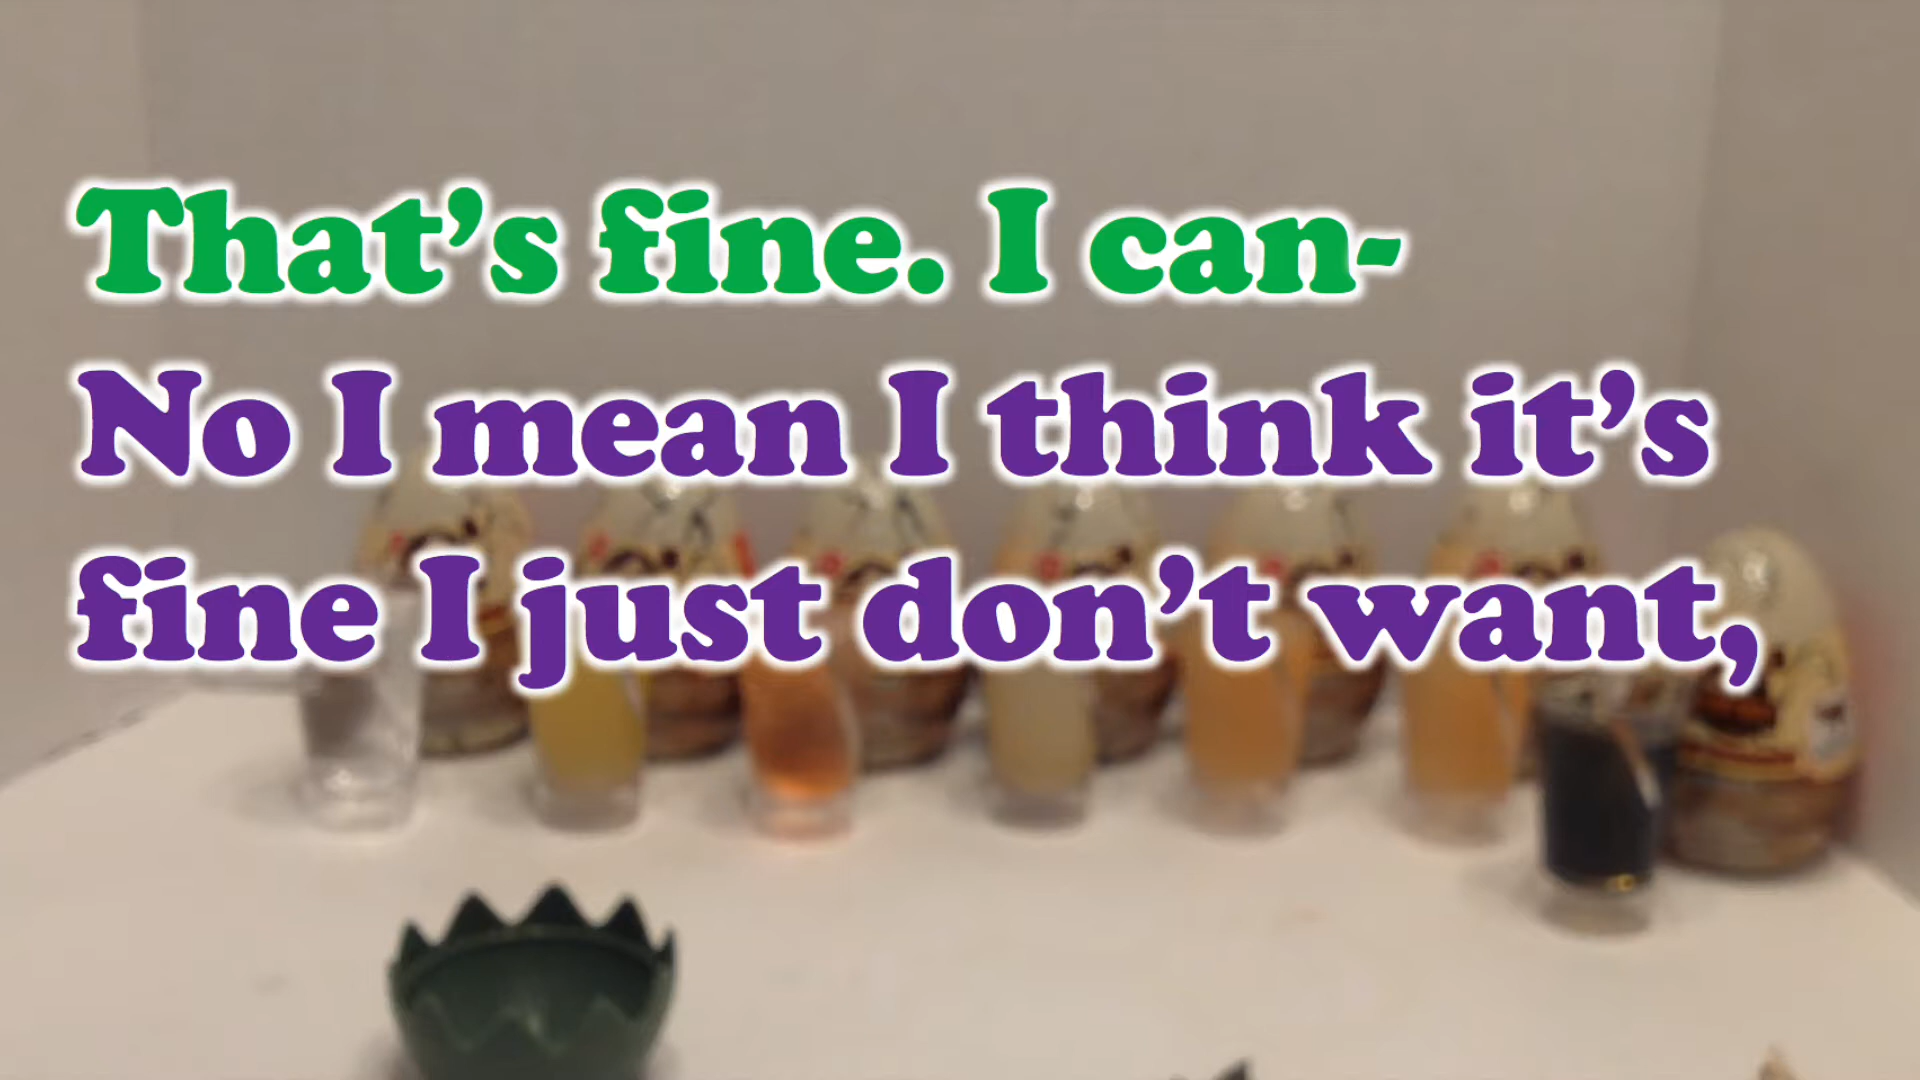 That’s fine. I can-
No I mean I think it’s
fine I just don’t want,